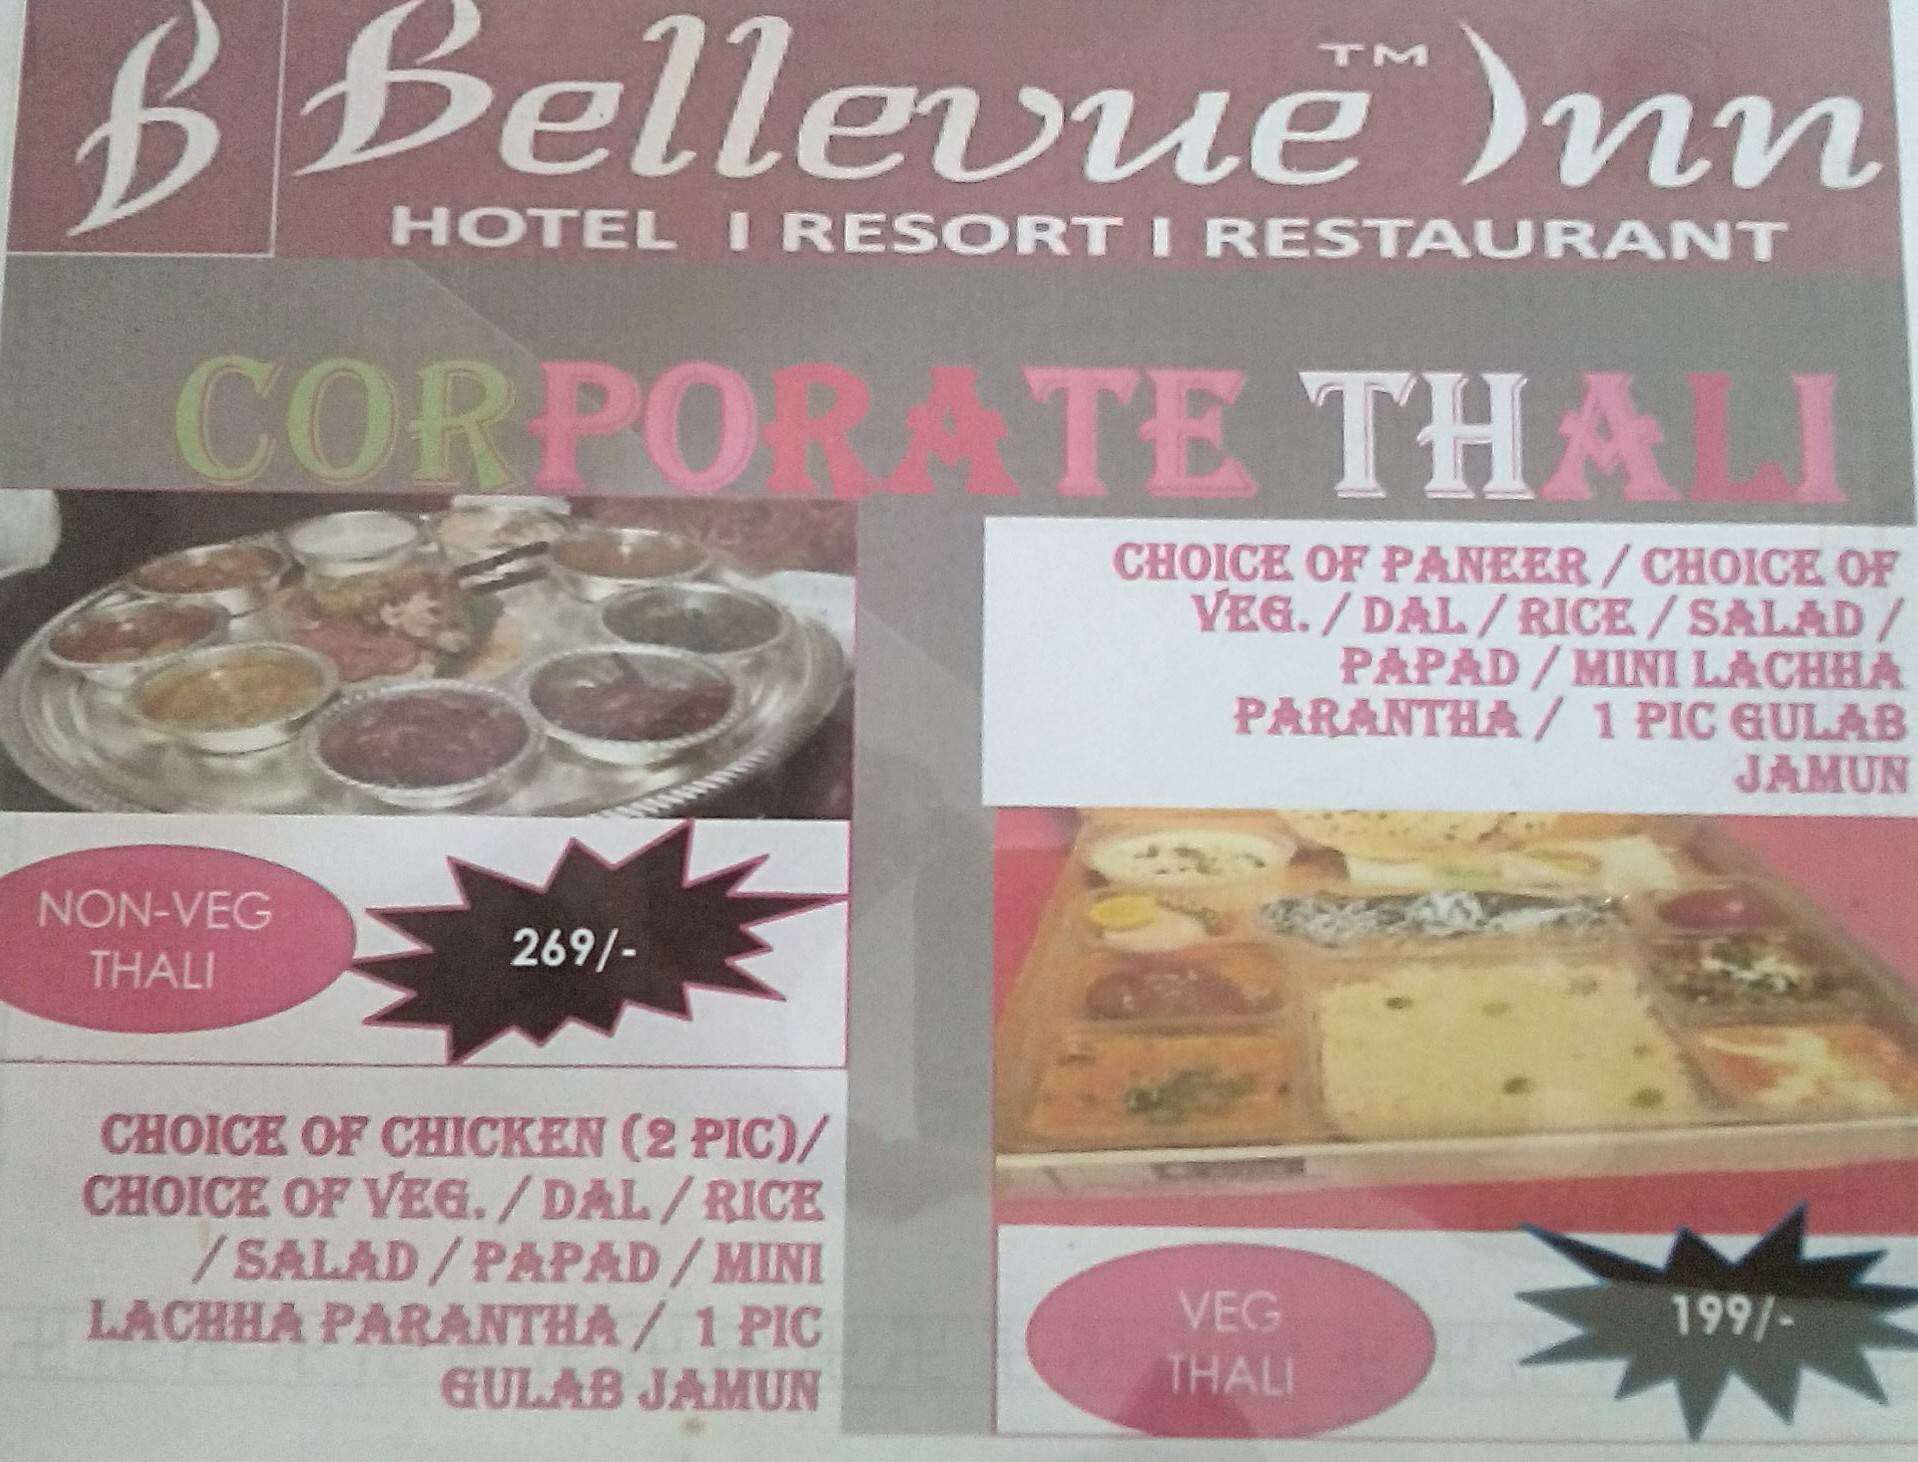 B Bellevue Inn ™
HOTEL | RESORT | RESTAURANT
CORPORATE THALI
NON-VEG
THALI
269/-
CHOICE OF CHICKEN (2 PIC)/
CHOICE OF VEG. / DAL / RICE
/ SALAD / PAPAD / MINI
LACHHA PARANTHA / 1 PIC
GULAB JAMUN
CHOICE OF PANEER / CHOICE OF
VEG. / DAL / RICE / SALAD /
PAPAD / MINI LACHHA
PARANTHA / 1 PIC GULAB
JAMUN
VEG
THALI
199/-